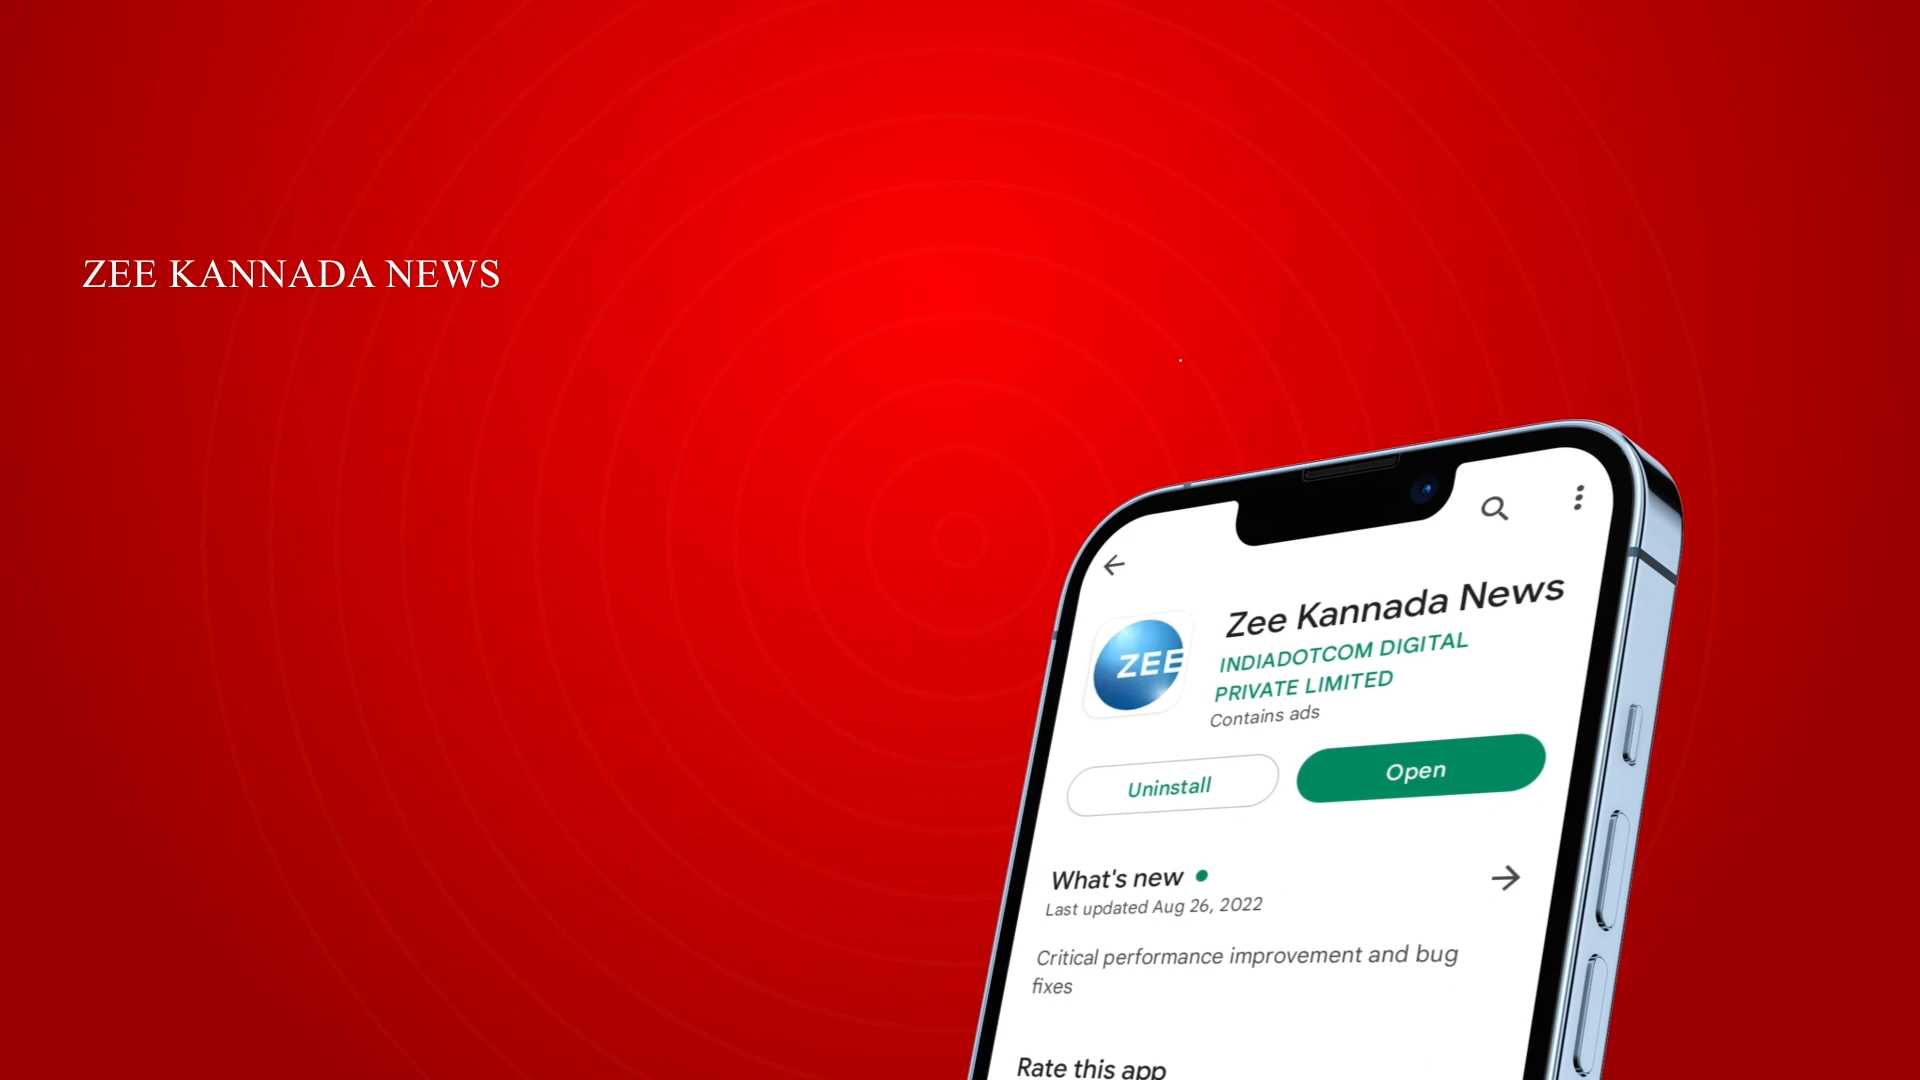 ZEE KANNADA NEWS
Zee Kannada News
ZEE
INDIADOTCOM DIGITAL
PRIVATE LIMITED
Contains ads
Uninstall
Open
What's new
Last updated Aug 26, 2022
Critical performance improvement and bug
fixes
Rate this app